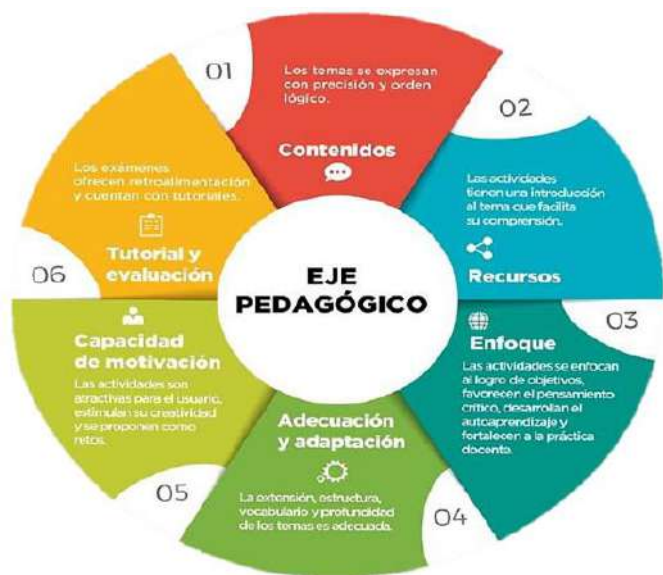 01
Los temas se expresan
con precisión y orden
lógico.
Contenidos
02
Las actividades
tienen una introducción
al tema que facilita
su comprensión.
Recursos
03
Enfoque
Las actividades se enfocan
al logro de objetivos,
favorecen el pensamiento
crítico, desarrollan el
autoaprendizaje y
fortalecen a la práctica
docente.
04
Adecuación
y adaptación
La extensión, estructura,
vocabulario y profundidad
de los temas es adecuada.
05
Capacidad
de motivación
Las actividades son
atractivas para el usuario,
estimulan su creatividad
y se proponen como
retos.
06
Los exámenes
ofrecen retroalimentación
y cuentan con tutoriales.
Tutorial y
evaluación
EJE
PEDAGÓGICO